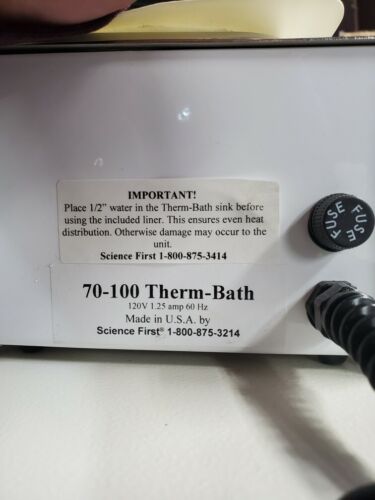 IMPORTANT!
Place 1/2" water in the Therm-Bath sink before
using the included liner. This ensures even heat
distribution. Otherwise damage may occur to the
unit.
Science First 1-800-875-3414
FUSE FUSE
70-100 Therm-Bath
120V 1.25 amp 60 Hz
Made in U.S.A. by
Science First® 1-800-875-3214